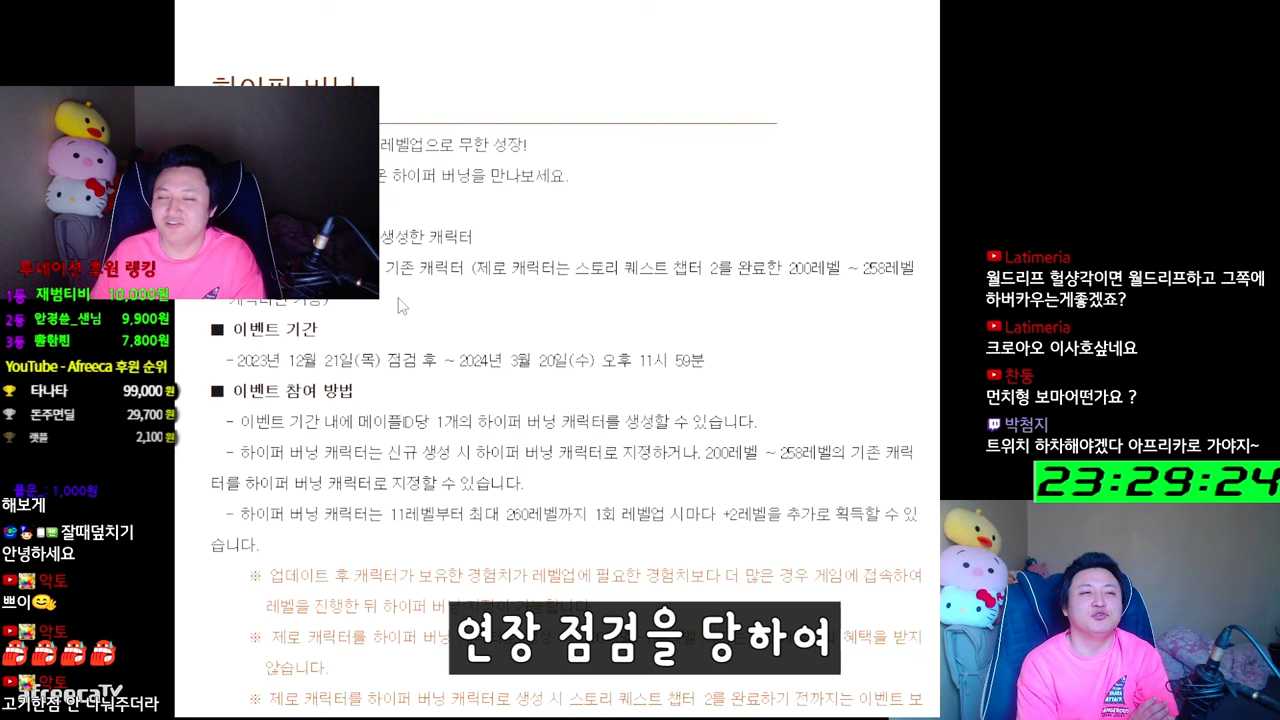 하이퍼 버닝
레벨업으로 무한 성장!
하이퍼 버닝을 만나보세요.
생성한 캐릭터
기존 캐릭터 (제로 캐릭터는 스토리 퀘스트 챕터 2를 완료한 200레벨 ~ 258레벨
■ 이벤트 기간
- 2023년 12월 21일(목) 점검 후 ~ 2024년 3월 20일(수) 오후 11시 59분
■ 이벤트 참여 방법
- 이벤트 기간 내에 메이플ID당 1개의 하이퍼 버닝 캐릭터를 생성할 수 있습니다.
- 하이퍼 버닝 캐릭터는 신규 생성 시 하이퍼 버닝 캐릭터로 지정하거나, 200레벨 ~ 258레벨의 기존 캐릭
터를 하이퍼 버닝 캐릭터로 지정할 수 있습니다.
- 하이퍼 버닝 캐릭터는 11레벨부터 최대 260레벨까지 1회 레벨업 시마다 +2레벨을 추가로 획득할 수 있
습니다.
※ 업데이트 후 캐릭터가 보유한 경험치가 레벨업에 필요한 경험치보다 더 많은 경우 게임에 접속하여
레벨을 진행한 뒤 하이퍼 버닝
※ 제로 캐릭터를 하이퍼 버닝
혜택을 받지
않습니다.
※ 제로 캐릭터를 하이퍼 버닝 캐릭터로 생성 시 스토리 퀘스트 챕터 2를 완료하기 전까지는 이벤트 보
연장 점검을 당하여
투네이션 후원 랭킹
1등 재범티비 10,000원
2등 안경쓴_샌님 9,900원
3등 7,800원
YouTube - Afreeca 후원 순위
타나타 99,000 원
돈주면딜 29,700 원
렛플 2,100 원
1,000원
해보게
잘때덮치기
안녕하세요
악토
쁘이
악토
악토
afreecaTV
고기한점 안 나눠주더라
Latimeria
월드리프 헐샹각이면 월드리프하고 그쪽에
하버카우는게좋겠죠?
Latimeria
크로아오 이사호샆네요
찬둥
먼치형 보마어떤가요 ?
박첨지
트위치 하차해야겠다 아프리카로 가야지~
23:29:24